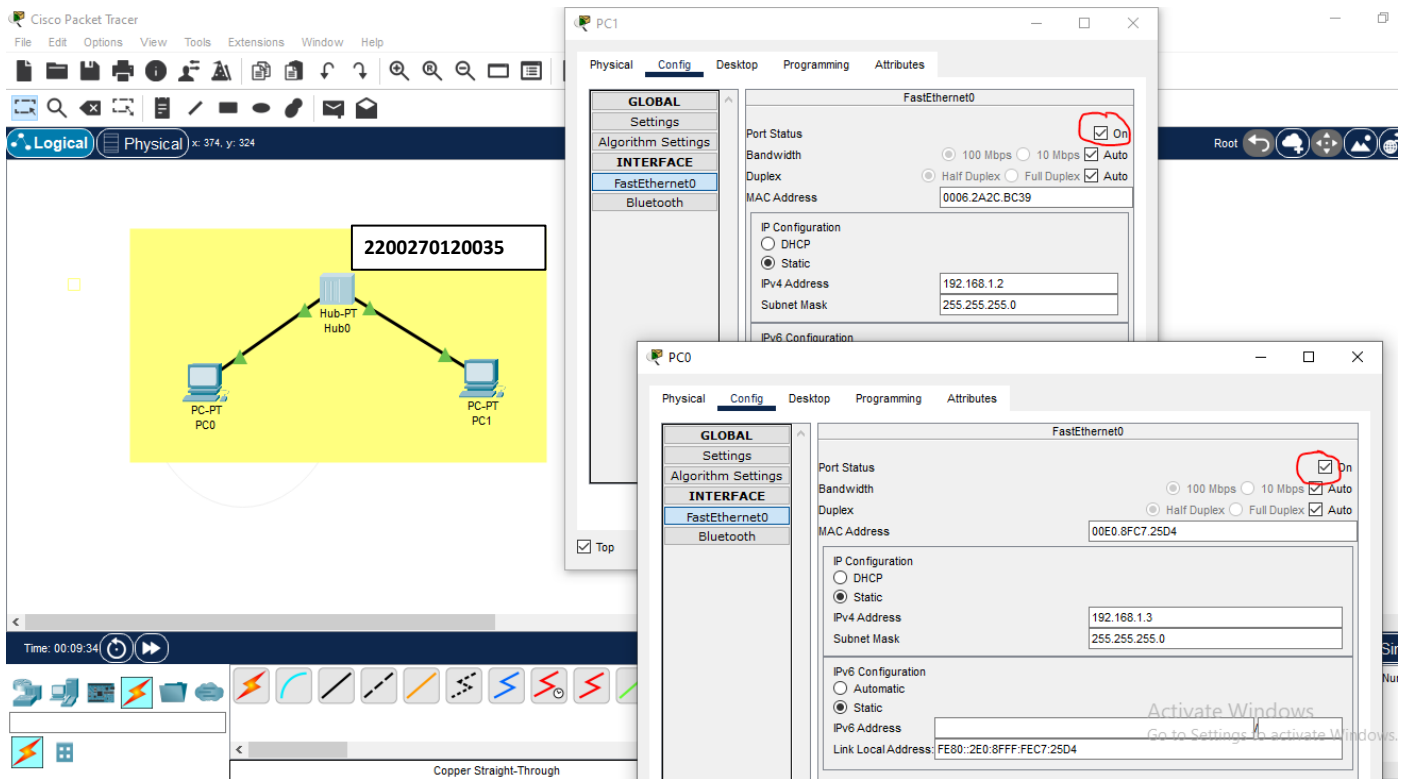 Cisco Packet Tracer
File Edit Options View Tools Extensions Window Help
Logical Physical x: 374, y: 324
Root
2200270120035
Hub-PT
Hub0
PC-PT
PC0
PC-PT
PC1
Time: 00:09:34
Copper Straight-Through
PC1
Physical Config Desktop Programming Attributes
GLOBAL
Settings
Algorithm Settings
INTERFACE
FastEthernet0
Bluetooth
FastEthernet0
Port Status On
Bandwidth 100 Mbps 10 Mbps Auto
Duplex Half Duplex Full Duplex Auto
MAC Address 0006.2A2C.BC39
IP Configuration
DHCP
Static
IPv4 Address 192.168.1.2
Subnet Mask 255.255.255.0
IPv6 Configuration
Top
PC0
Physical Config Desktop Programming Attributes
GLOBAL
Settings
Algorithm Settings
INTERFACE
FastEthernet0
Bluetooth
FastEthernet0
Port Status On
Bandwidth 100 Mbps 10 Mbps Auto
Duplex Half Duplex Full Duplex Auto
MAC Address 00E0.8FC7.25D4
IP Configuration
DHCP
Static
IPv4 Address 192.168.1.3
Subnet Mask 255.255.255.0
IPv6 Configuration
Automatic
Static
IPv6 Address /
Link Local Address: FE80::2E0:8FFF:FEC7:25D4
Activate Windows
Go to Settings to activate Windows.